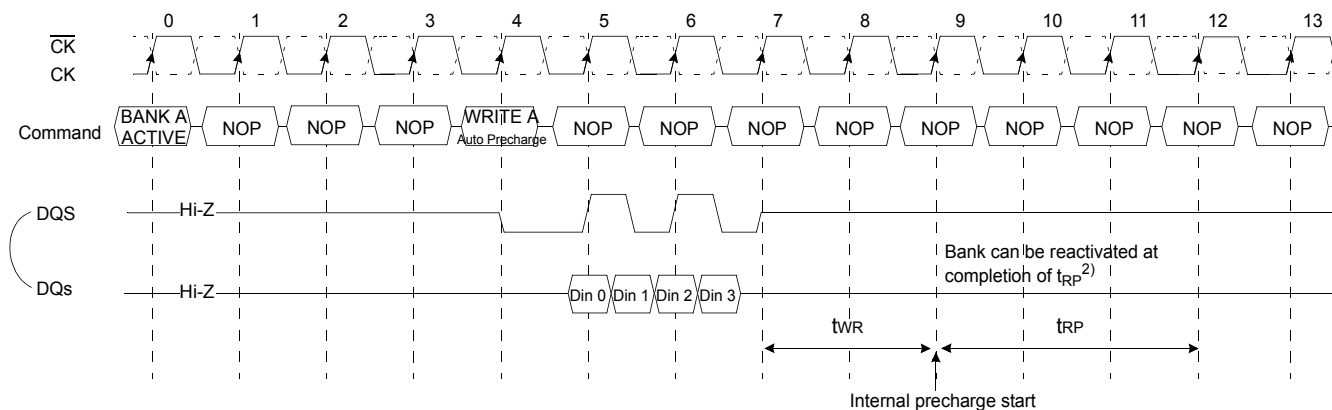 0 1 2 3 4 5 6 7 8 9 10 11 12 13
CK
CK
Command
BANK A
ACTIVE
NOP NOP NOP
WRITE A
Auto Precharge
NOP NOP NOP NOP NOP NOP NOP NOP NOP
DQS
Hi-Z
Bank can be reactivated at
completion of tRP2)
DQs
Hi-Z
Din 0 Din 1 Din 2 Din 3
tWR
tRP
Internal precharge start